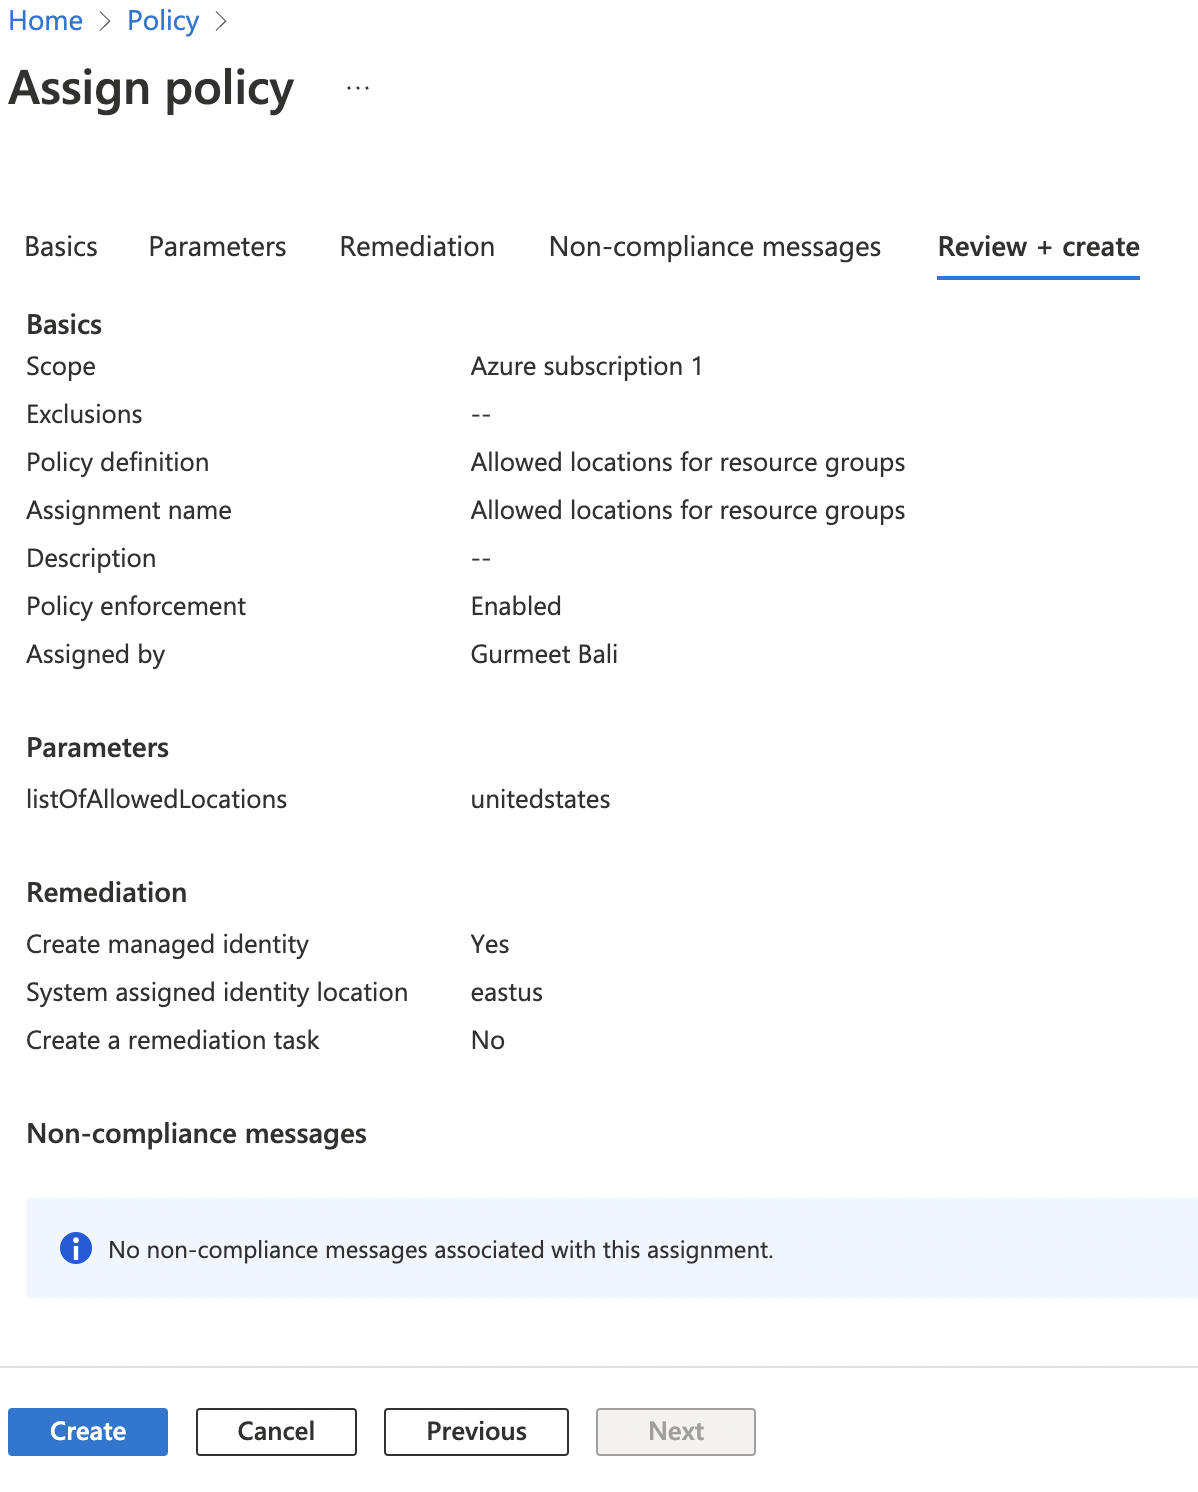 Home > Policy >
Assign policy ...
Basics Parameters Remediation Non-compliance messages Review + create
Basics
Scope Azure subscription 1
Exclusions --
Policy definition Allowed locations for resource groups
Assignment name Allowed locations for resource groups
Description --
Policy enforcement Enabled
Assigned by Gurmeet Bali
Parameters
listOfAllowedLocations unitedstates
Remediation
Create managed identity Yes
System assigned identity location eastus
Create a remediation task No
Non-compliance messages
No non-compliance messages associated with this assignment.
Create Cancel Previous Next